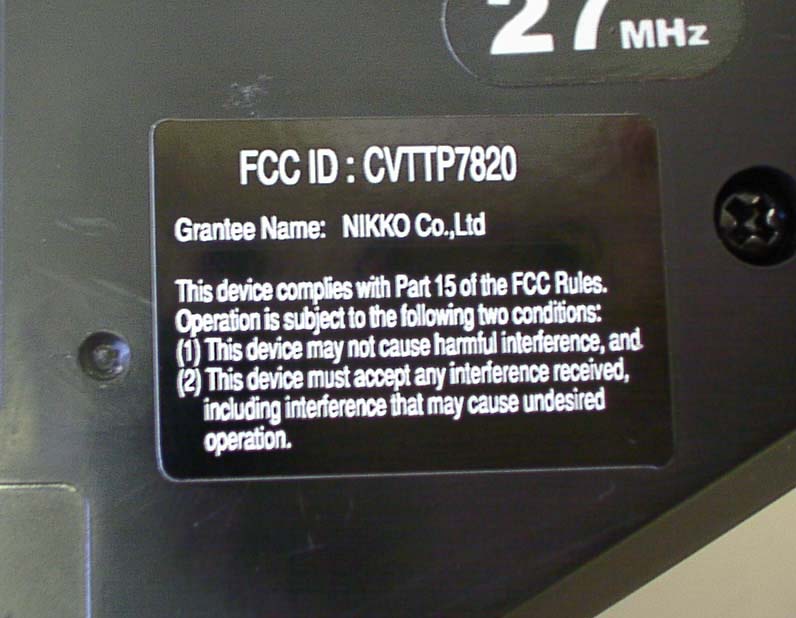 27 MHz
FCC ID : CVTTP7820
Grantee Name: NIKKO Co.,Ltd
This device complies with Part 15 of the FCC Rules.
Operation is subject to the following two conditions:
(1) This device may not cause harmful interference, and
(2) This device must accept any interference received,
including interference that may cause undesired
operation.